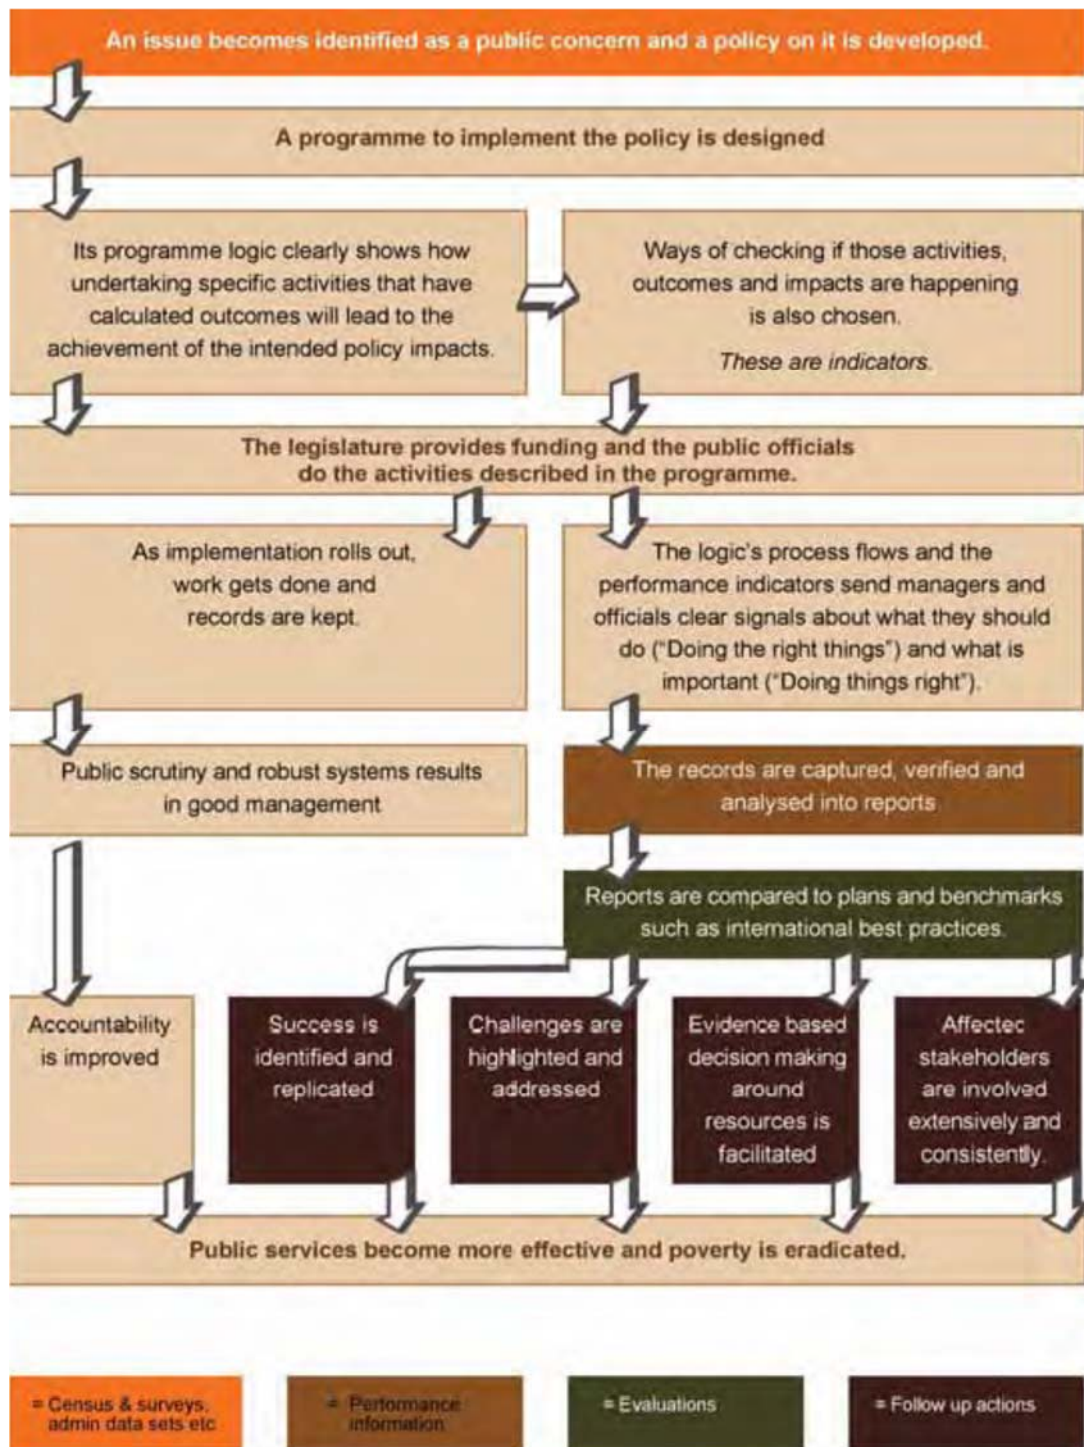 An issue becomes identified as a public concern and a policy on it is developed.
A programme to implement the policy is designed
Its programme logic clearly shows how
undertaking specific activities that have
calculated outcomes will lead to the
achievement of the intended policy impacts.
Ways of checking if those activities,
outcomes and impacts are happening
is also chosen.
These are indicators.
The legislature provides funding and the public officials
do the activities described in the programme.
As implementation rolls out,
work gets done and
records are kept.
The logic's process flows and the
performance indicators send managers and
officials clear signals about what they should
do ("Doing the right things") and what is
important ("Doing things right").
Public scrutiny and robust systems results
in good management
The records are captured, verified and
analysed into reports
Reports are compared to plans and benchmarks
such as international best practices.
Accountability
is improved
Success is
identified and
replicated
Challenges are
highlighted and
addressed
Evidence based
decision making
around
resources is
facilitated
Affectec
stakeholders
are involved
extensively and
consistently.
Public services become more effective and poverty is eradicated.
= Census & surveys,
admin data sets etc
= Performance
information
= Evaluations
= Follow up actions